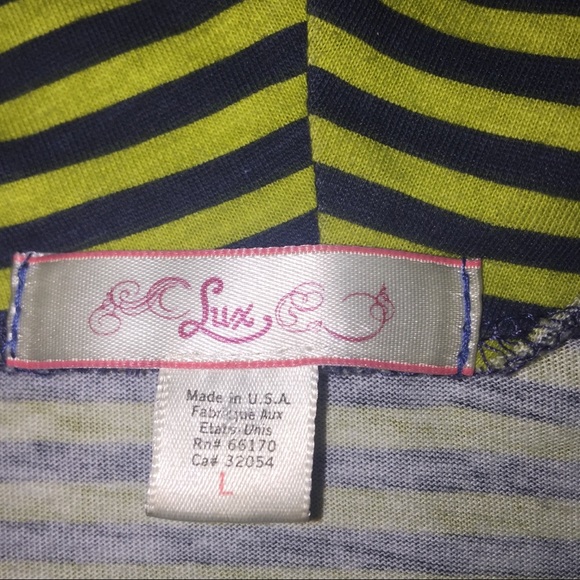 Lux
Made in U.S.A.
Fabrique Aux
Etats-Unis
Rn# 66170
Ca# 32054
L